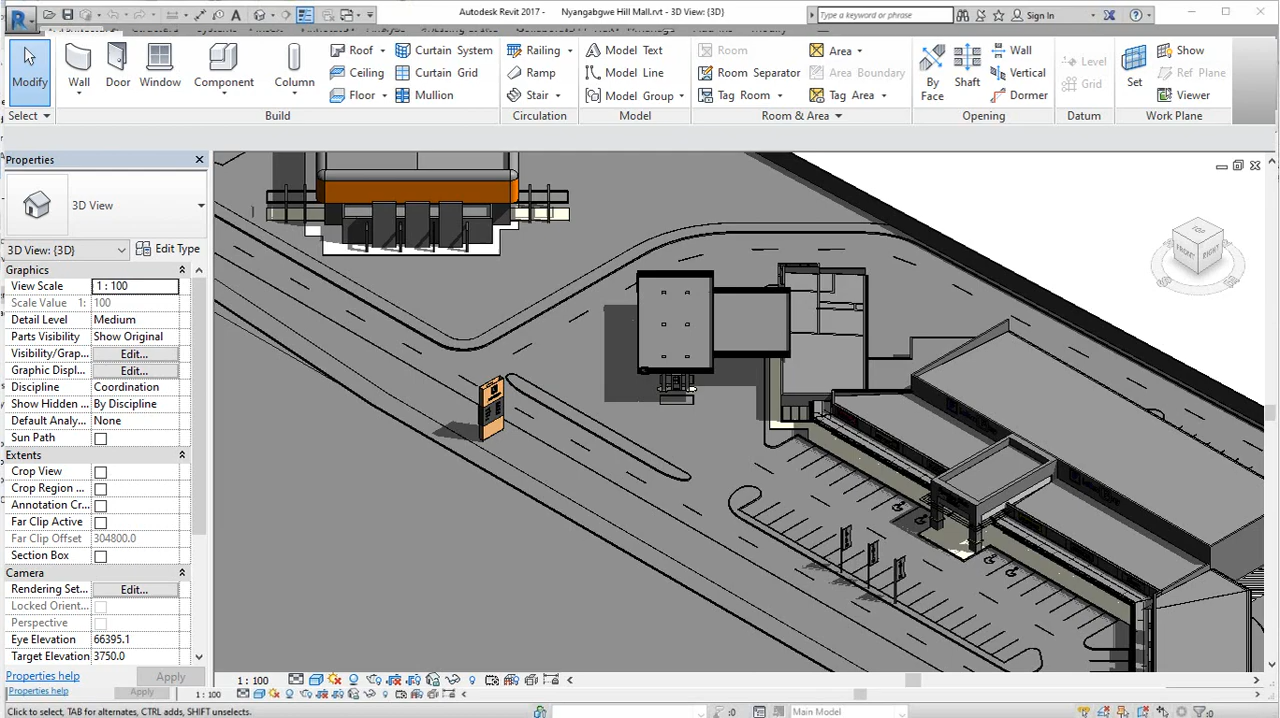 Autodesk Revit 2017 - Nyangabgwe Hill Mall.rvt - 3D View: {3D}
Type a keyword or phrase
Sign In
Modify
Wall
Door
Window
Component
Column
Roof
Ceiling
Floor
Curtain System
Curtain Grid
Mullion
Railing
Ramp
Stair
Model Text
Model Line
Model Group
Room
Room Separator
Tag Room
Area
Area Boundary
Tag Area
By
Face
Shaft
Wall
Vertical
Dormer
Level
Grid
Set
Show
Ref Plane
Viewer
Select
Build
Circulation
Model
Room & Area
Opening
Datum
Work Plane
Properties
3D View
3D View: {3D}
Edit Type
Graphics
View Scale 1 : 100
Scale Value 1: 100
Detail Level Medium
Parts Visibility Show Original
Visibility/Grap... Edit...
Graphic Displ... Edit...
Discipline Coordination
Show Hidden ... By Discipline
Default Analy... None
Sun Path
Extents
Crop View
Crop Region ...
Annotation Cr...
Far Clip Active
Far Clip Offset 304800.0
Section Box
Camera
Rendering Set... Edit...
Locked Orient...
Perspective
Eye Elevation 66395.1
Target Elevation 3750.0
Properties help
Apply
Properties help
Apply
TOP
FRONT
RIGHT
1 : 100
1 : 100
Click to select, TAB for alternates, CTRL adds, SHIFT unselects.
:0
Main Model
:0